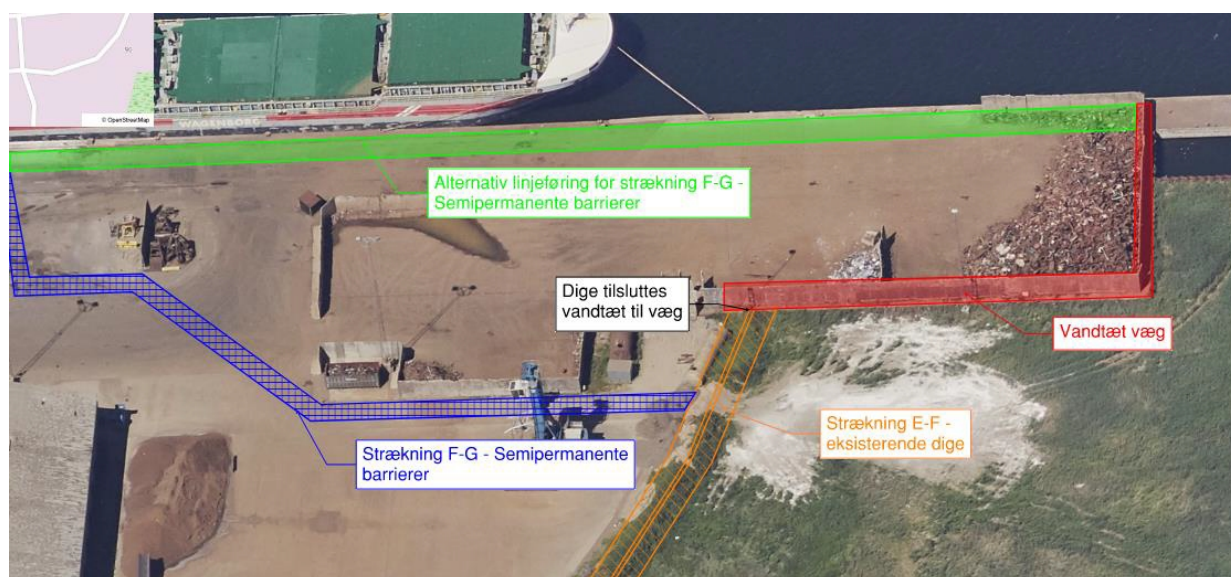 © OpenStreetMap
WAGENBORG
Alternativ linjeføring for strækning F-G -
Semipermanente barrierer
Dige tilsluttes
vandtæt til væg
Vandtæt væg
Strækning E-F -
eksisterende dige
Strækning F-G - Semipermanente
barrierer